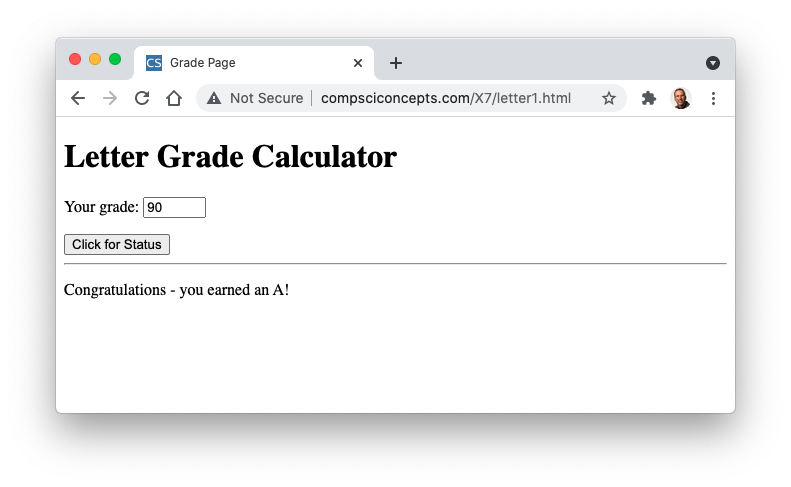 CS Grade Page
Not Secure | compsciconcepts.com/X7/letter1.html
Letter Grade Calculator
Your grade: 90
Click for Status
Congratulations - you earned an A!